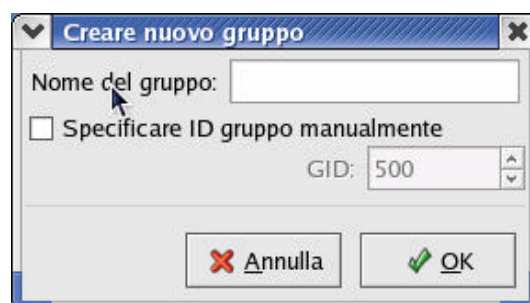 Creare nuovo gruppo
Nome del gruppo:
Specificare ID gruppo manualmente
GID: 500
Annulla OK